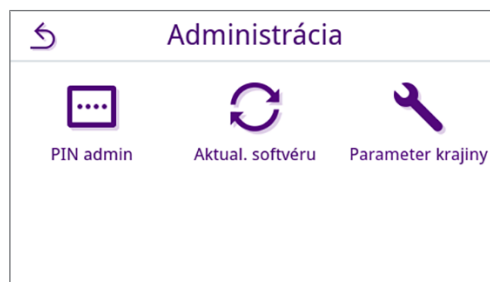 Administrácia
PIN admin
Aktual. softvéru
Parameter krajiny